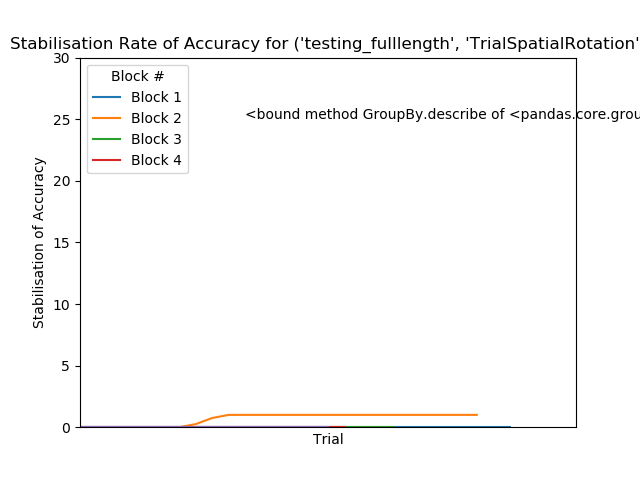 Stabilisation Rate of Accuracy for ('testing_fulllength', 'TrialSpatialRotation'
30
Block #
Block 1
Block 2
Block 3
Block 4
<bound method GroupBy.describe of <pandas.core.grou
25
20
15
10
5
0
Stabilisation of Accuracy
Trial